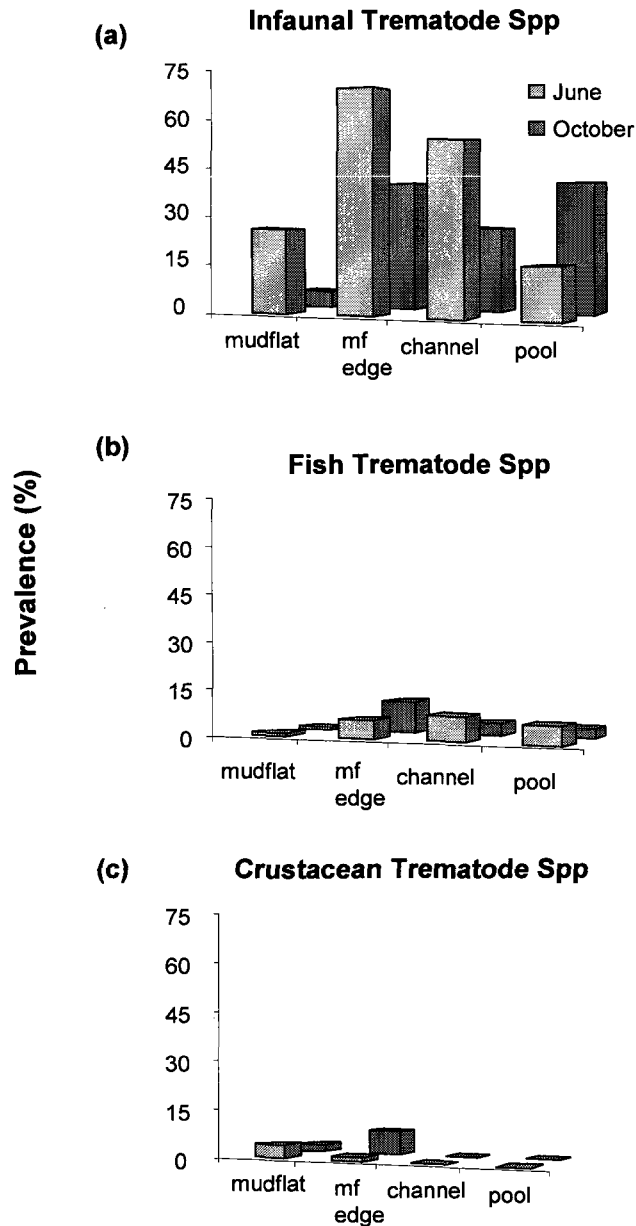 (a)
Infaunal Trematode Spp
75
60
45
30
15
0
June
October
mudflat
mf
edge
channel
pool
Prevalence (%)
(b)
Fish Trematode Spp
75
60
45
30
15
0
mudflat
mf
edge
channel
pool
(c)
Crustacean Trematode Spp
75
60
45
30
15
0
mudflat
mf
edge
channel
pool